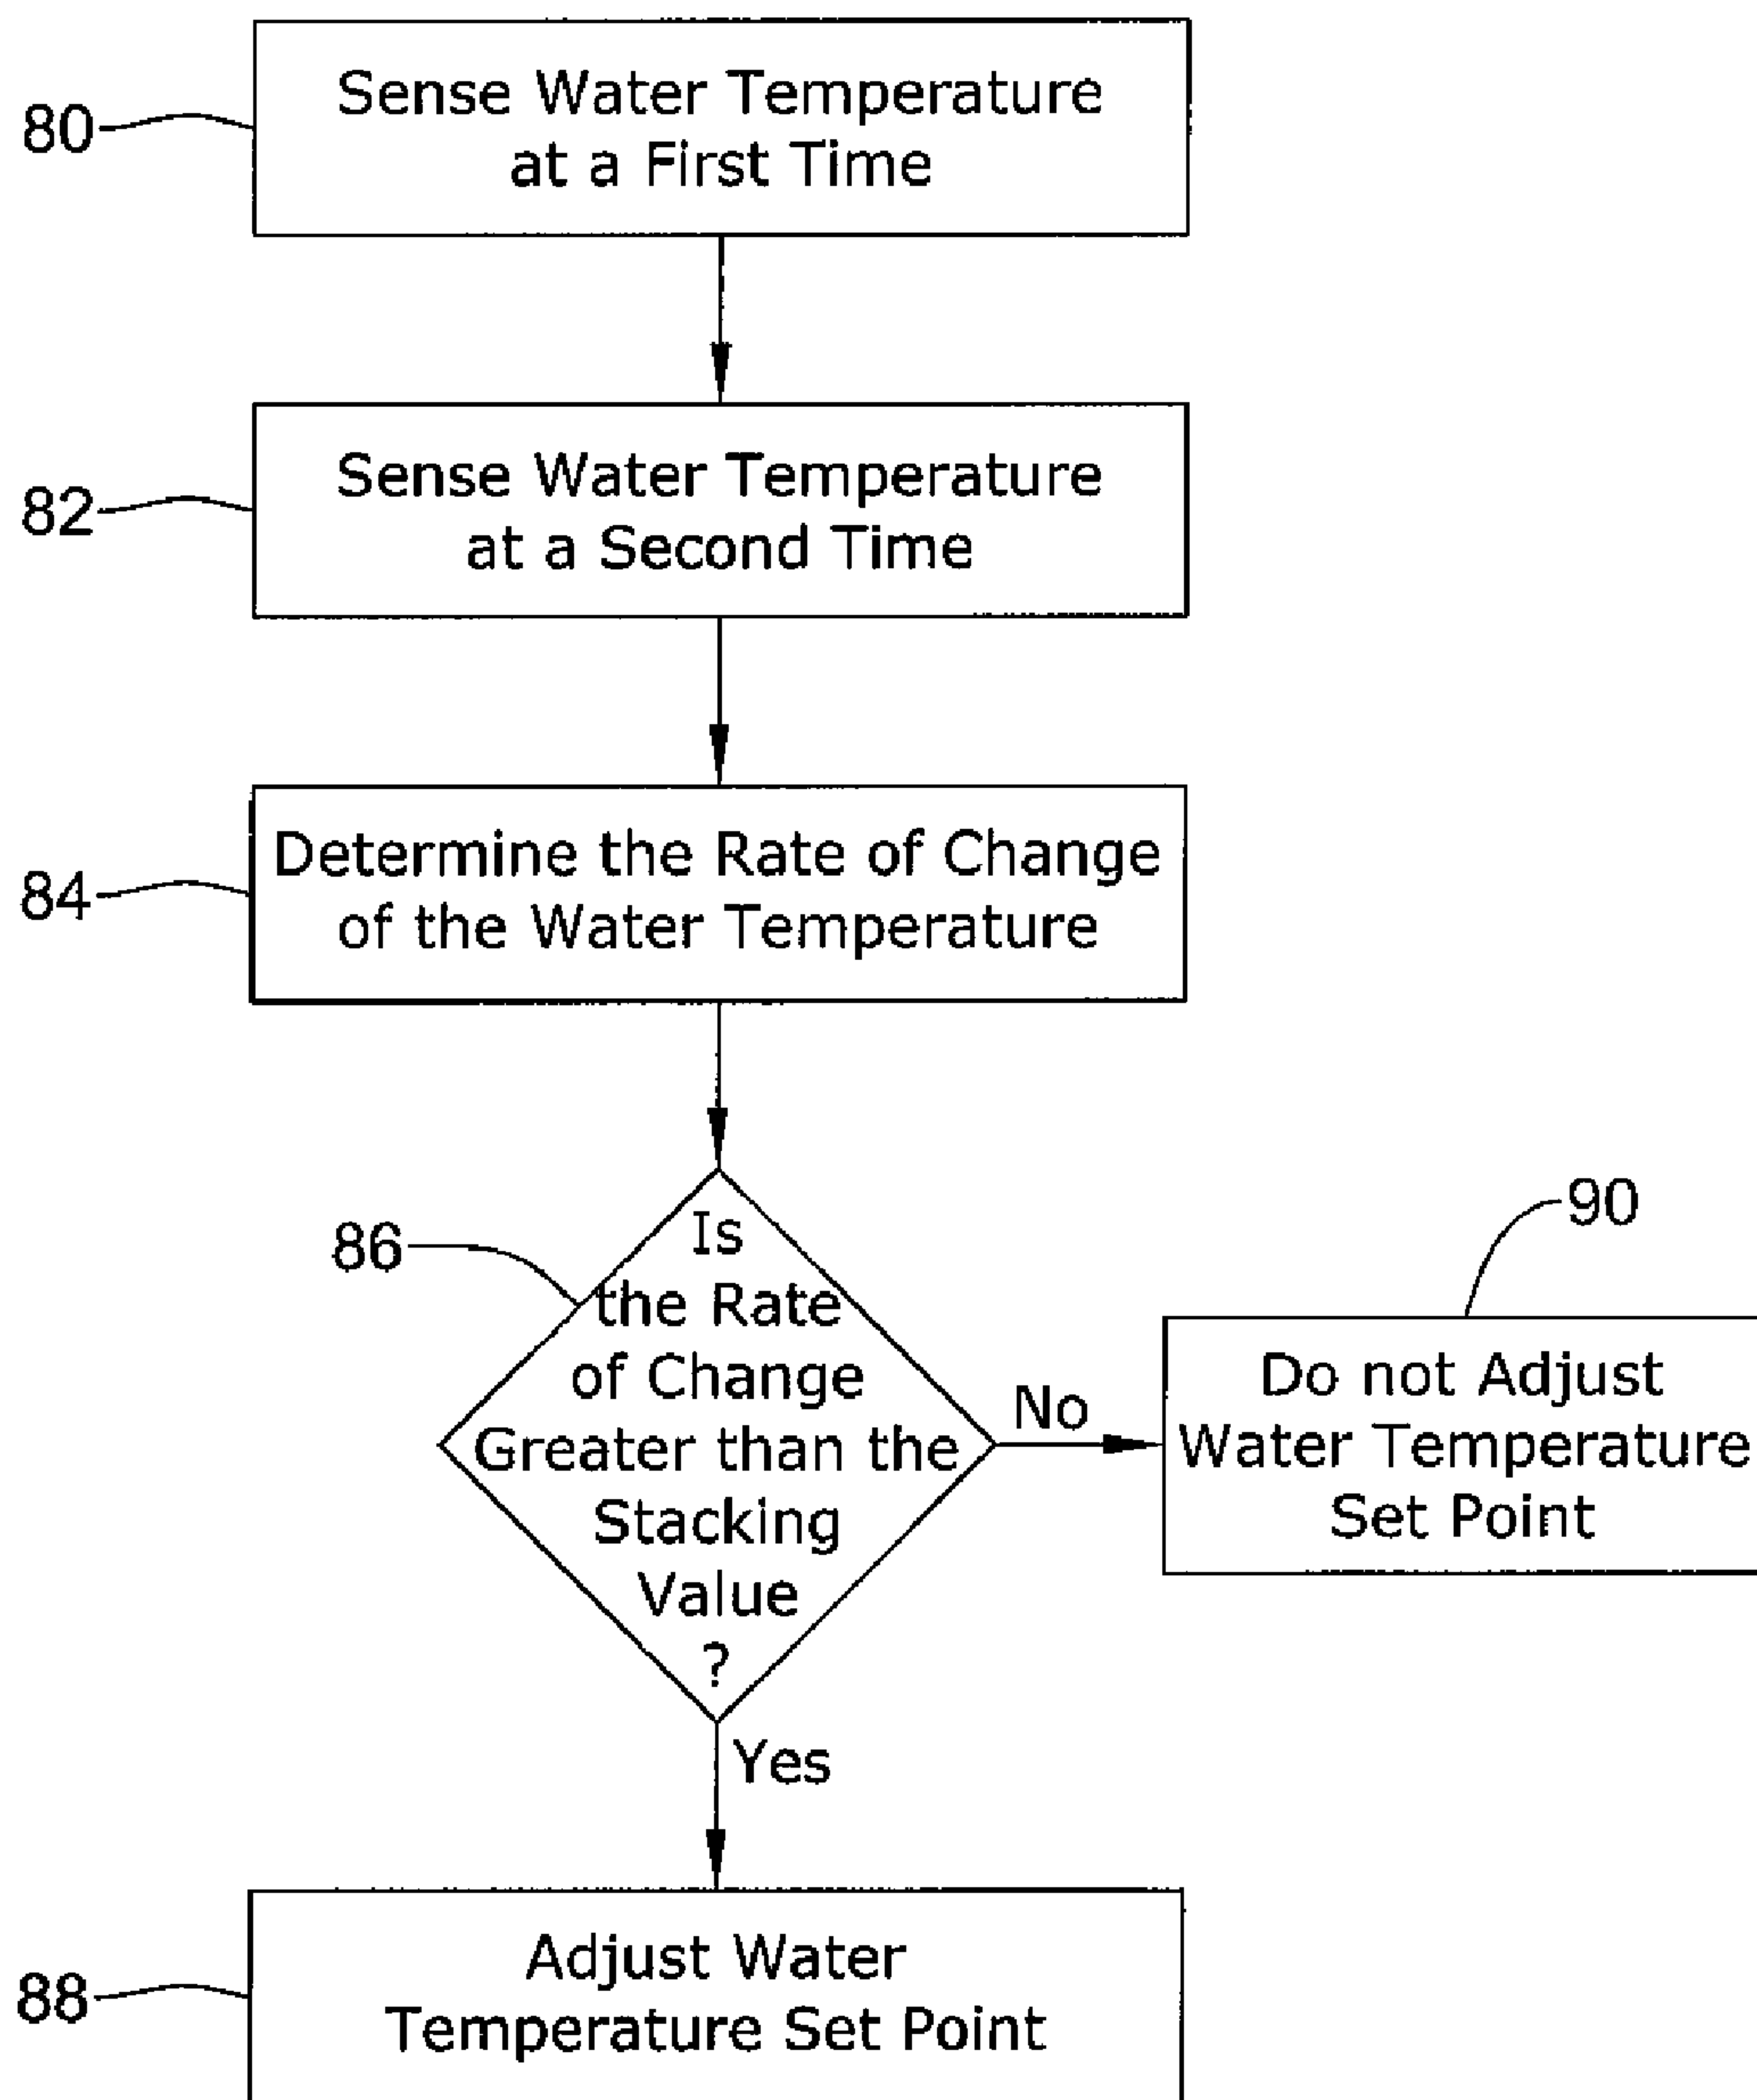 80
Sense Water Temperature
at a First Time
82
Sense Water Temperature
at a Second Time
84
Determine the Rate of Change
of the Water Temperature
86
Is
the Rate
of Change
Greater than the
Stacking
Value
?
No
90
Do not Adjust
Water Temperature
Set Point
Yes
88
Adjust Water
Temperature Set Point